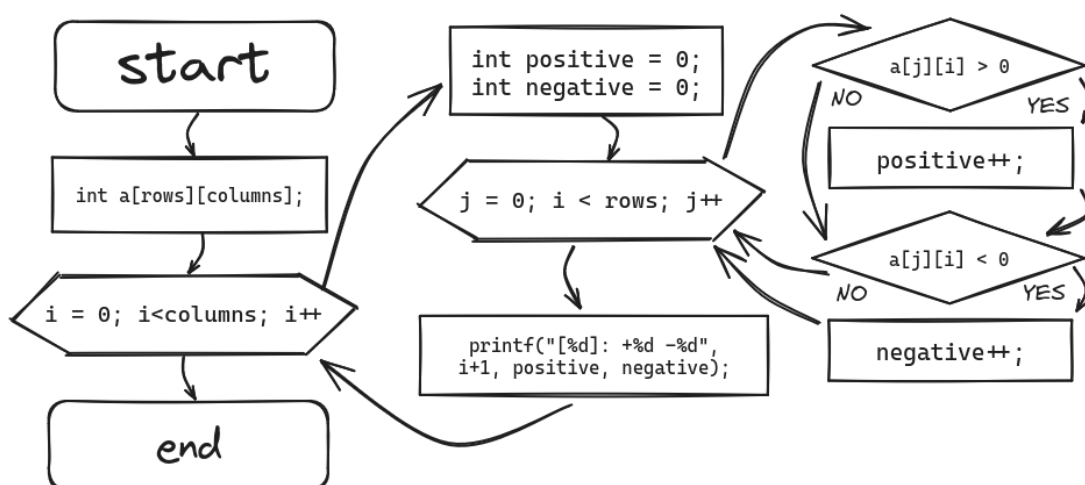 start
int a[rows][columns];
i = 0; i<columns; i++
end
int positive = 0;
int negative = 0;
j = 0; i < rows; j++
printf("[%d]: +%d -%d",
i+1, positive, negative);
a[j][i] > 0
NO
YES
positive++;
a[j][i] < 0
NO
YES
negative++;